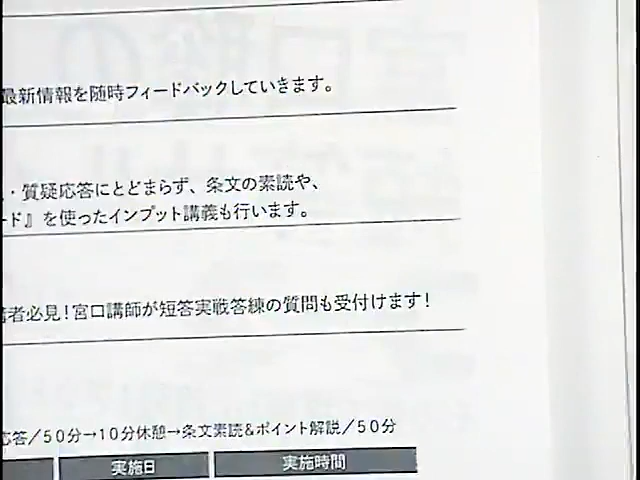 最新情報を随時フィードバックしていきます。
・質疑応答にとどまらず、条文の素読や、
ード』を使ったインプット講義も行います。
者必見!宮口講師が短答実戦答練の質問も受付けます!
応答/50分→10分休憩→条文素読&ポイント解説/50分
実施日 実施時間